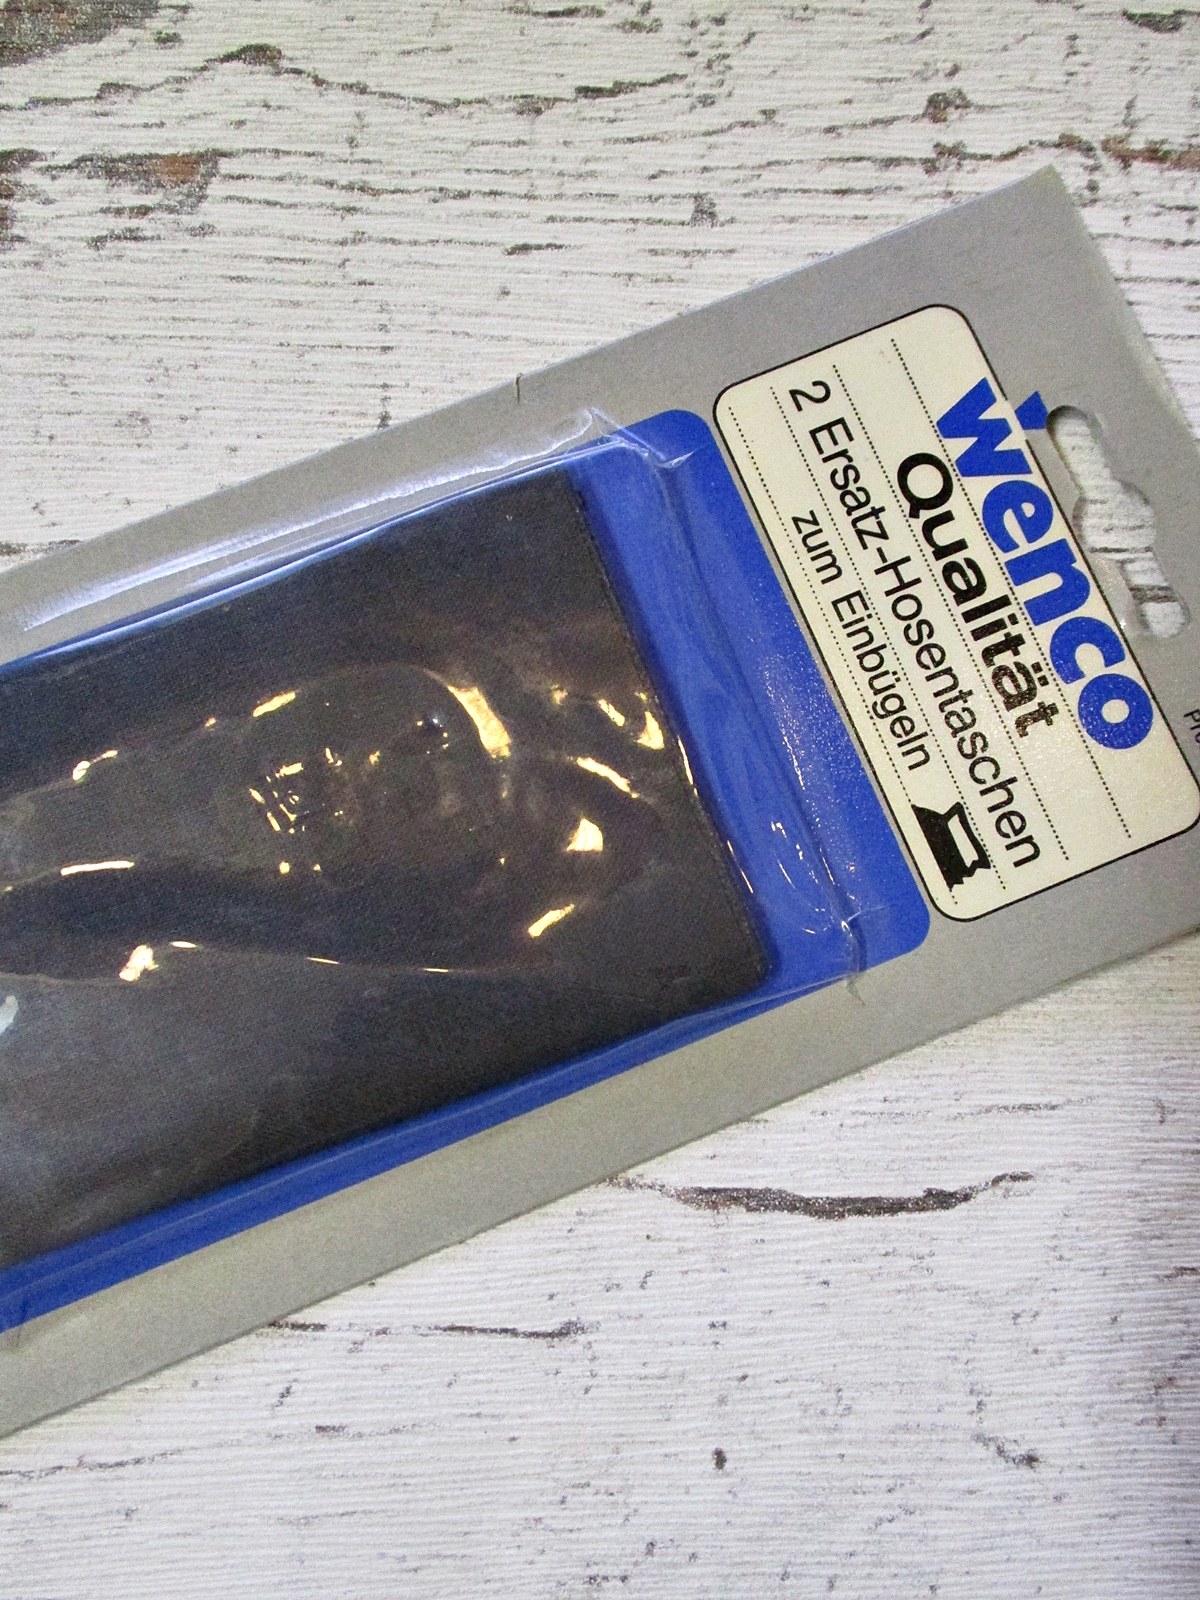 wenco
Qualität
2 Ersatz-Hosentaschen
zum Einbügeln